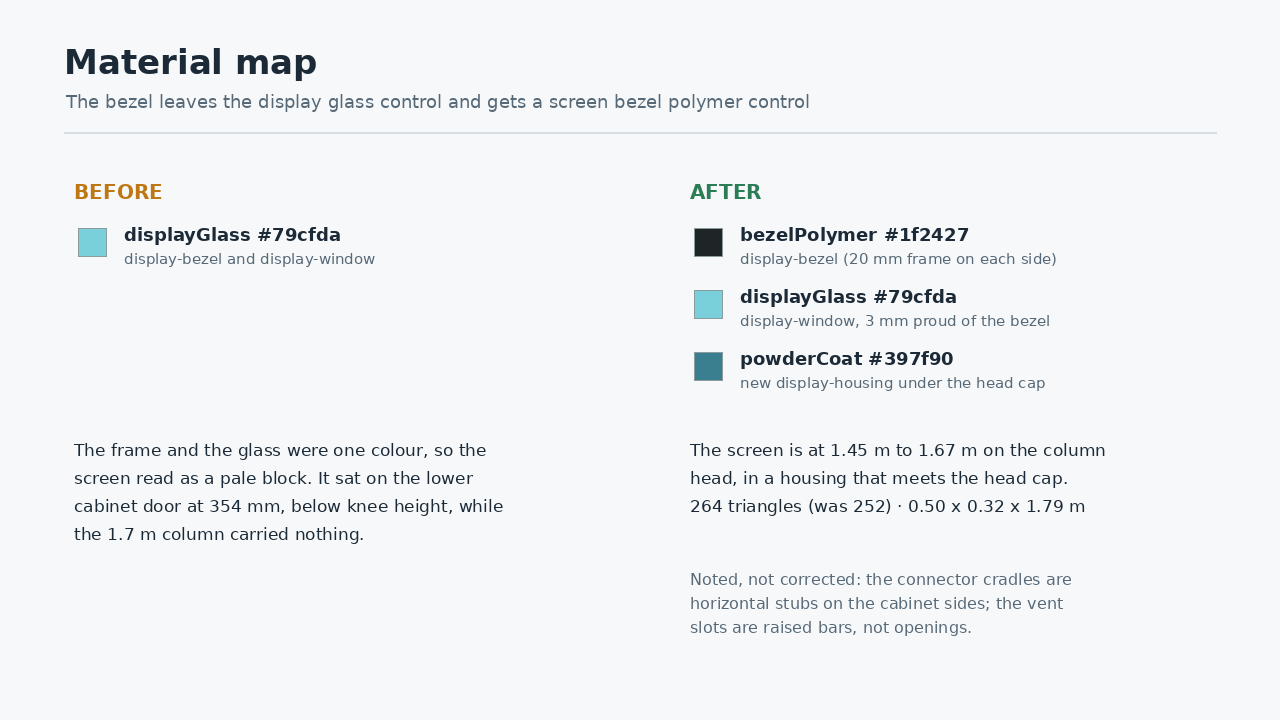 Material map
The bezel leaves the display glass control and gets a screen bezel polymer control
BEFORE
displayGlass #79cfda
display-bezel and display-window
The frame and the glass were one colour, so the
screen read as a pale block. It sat on the lower
cabinet door at 354 mm, below knee height, while
the 1.7 m column carried nothing.
AFTER
bezelPolymer #1f2427
display-bezel (20 mm frame on each side)
displayGlass #79cfda
display-window, 3 mm proud of the bezel
powderCoat #397f90
new display-housing under the head cap
The screen is at 1.45 m to 1.67 m on the column
head, in a housing that meets the head cap.
264 triangles (was 252) · 0.50 x 0.32 x 1.79 m
Noted, not corrected: the connector cradles are
horizontal stubs on the cabinet sides; the vent
slots are raised bars, not openings.